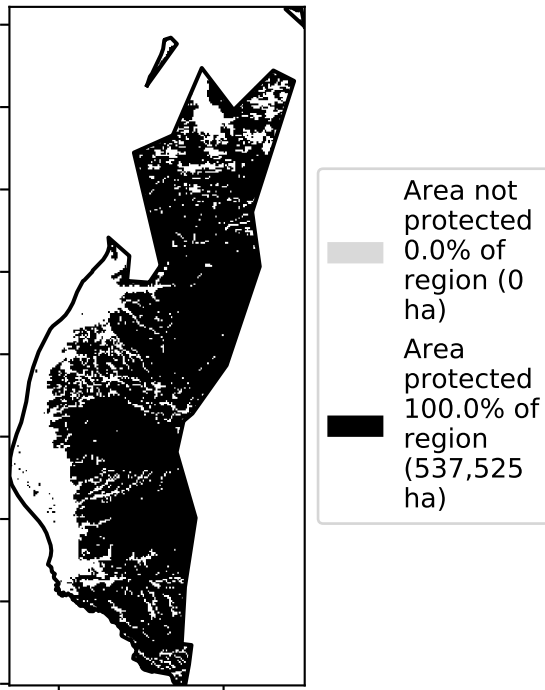 Area not
protected
0.0% of
region (0
ha)
Area
protected
100.0% of
region
(537,525
ha)